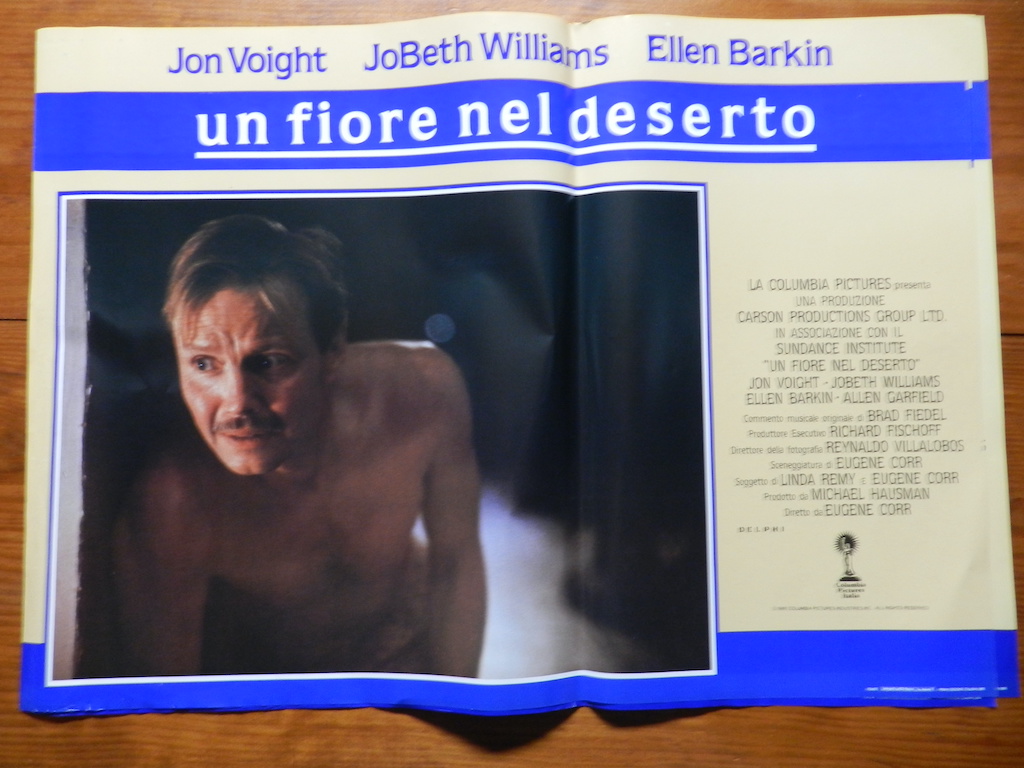 Jon Voight JoBeth Williams Ellen Barkin
un fiore nel deserto
LA COLUMBIA PICTURES presenta
UNA PRODUZIONE
CARSON PRODUCTIONS GROUP LTD.
IN ASSOCIAZIONE CON IL
SUNDANCE INSTITUTE
"UN FIORE NEL DESERTO"
JON VOIGHT - JOBETH WILLIAMS
ELLEN BARKIN - ALLEN GARFIELD
Commento musicale originale di BRAD FIEDEL
Produttore Esecutivo RICHARD FISCHOFF
Direttore della fotografia REYNALDO VILLALOBOS
Sceneggiatura di EUGENE CORR
Soggetto di LINDA REMY E EUGENE CORR
Prodotto da MICHAEL HAUSMAN
Diretto da EUGENE CORR
DELPHI
Columbia
Pictures
Italia